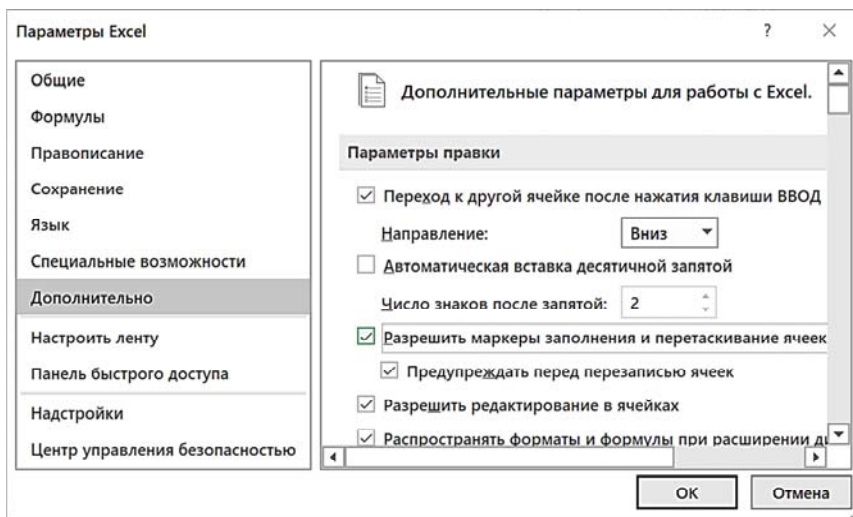 Параметры Excel
?
Общие
Формулы
Правописание
Сохранение
Язык
Специальные возможности
Дополнительно
Настроить ленту
Панель быстрого доступа
Надстройки
Центр управления безопасностью
Дополнительные параметры для работы с Excel.
Параметры правки
Переход к другой ячейке после нажатия клавиши ВВОД
Направление: Вниз
Автоматическая вставка десятичной запятой
Число знаков после запятой: 2
Разрешить маркеры заполнения и перетаскивание ячеек
Предупреждать перед перезаписью ячеек
Разрешить редактирование в ячейках
Распространять форматы и формулы при расширении
ОК Отмена